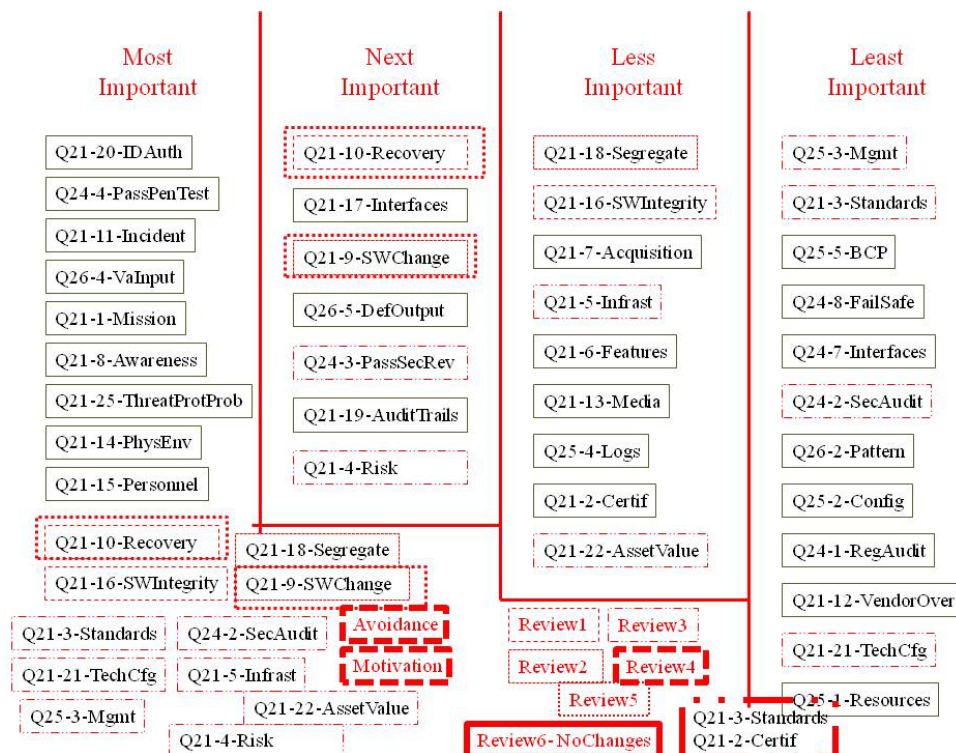 Most
Important
Next
Important
Less
Important
Least
Important
Q21-20-IDAuth
Q24-4-PassPenTest
Q21-11-Incident
Q26-4-VaInput
Q21-1-Mission
Q21-8-Awareness
Q21-25-ThreatProtProb
Q21-14-PhysEnv
Q21-15-Personnel
Q21-10-Recovery
Q21-18-Segregate
Q21-16-SWIntegrity
Q21-9-SWChange
Avoidance
Q21-3-Standards
Q24-2-SecAudit
Motivation
Q21-21-TechCfg
Q21-5-Infrast
Q25-3-Mgmt
Q21-22-AssetValue
Q21-4-Risk
Q21-10-Recovery
Q21-17-Interfaces
Q21-9-SWChange
Q26-5-DefOutput
Q24-3-PassSecRev
Q21-19-AuditTrails
Q21-4-Risk
Q21-18-Segregate
Q21-16-SWIntegrity
Q21-7-Acquisition
Q21-5-Infrast
Q21-6-Features
Q21-13-Media
Q25-4-Logs
Q21-2-Certif
Q21-22-AssetValue
Review1
Review3
Review2
Review4
Review5
Review6-NoChanges
Q25-3-Mgmt
Q21-3-Standards
Q25-5-BCP
Q24-8-FailSafe
Q24-7-Interfaces
Q24-2-SecAudit
Q26-2-Pattern
Q25-2-Config
Q24-1-RegAudit
Q21-12-VendorOver
Q21-21-TechCfg
Q25-1-Resources
Q21-3-Standards
Q21-2-Certif